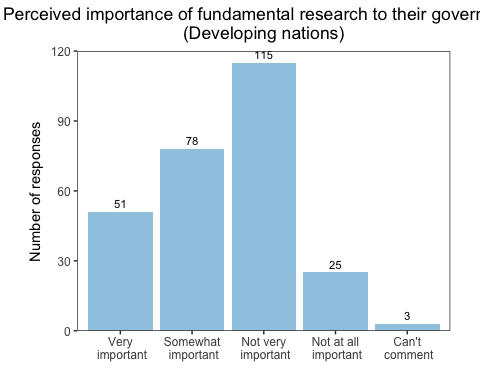 Perceived importance of fundamental research to their
(Developing nations)
120
90
60
30
0
Number of responses
51
78
115
25
3
Very
important
Somewhat
important
Not very
important
Not at all
important
Can't
comment